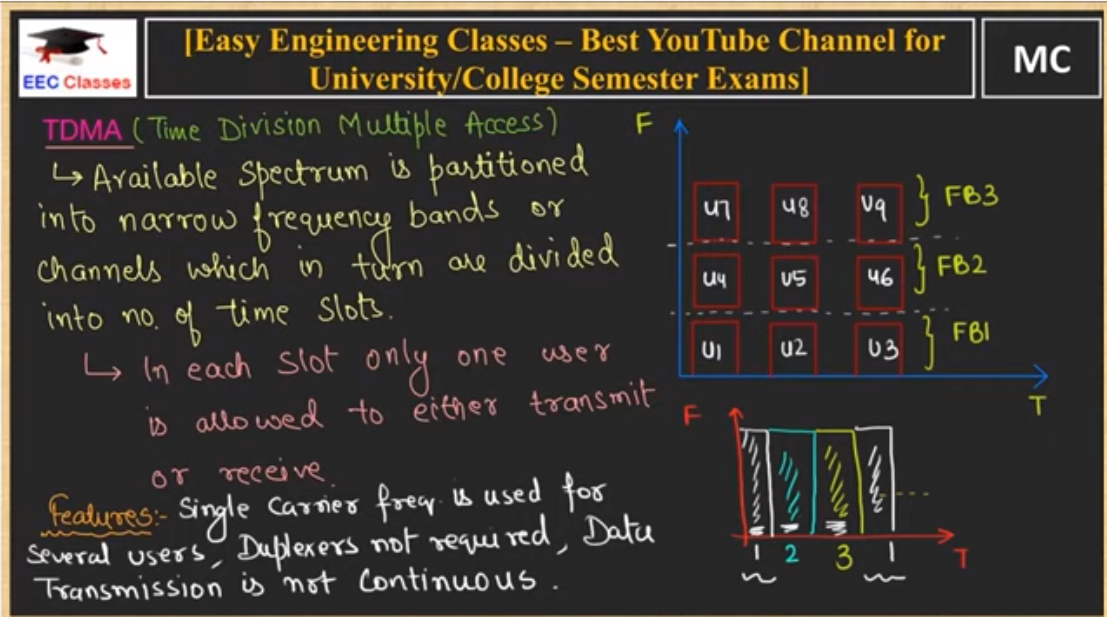 EEC Classes
[Easy Engineering Classes – Best YouTube Channel for
University/College Semester Exams]
MC
TDMA (Time Division Multiple Access)
↳ Available Spectrum is partitioned
into narrow frequency bands or
channels which in turn are divided
into no. of time slots.
↳ In each slot only one user
is allowed to either transmit
or receive.
Features:- Single carrier freq. is used for
several users, Duplexers not required, Data
Transmission is not continuous.
F
U7 U8 U9 } FB3
U4 U5 U6 } FB2
U1 U2 U3 } FB1
T
F
1 2 3 1
T